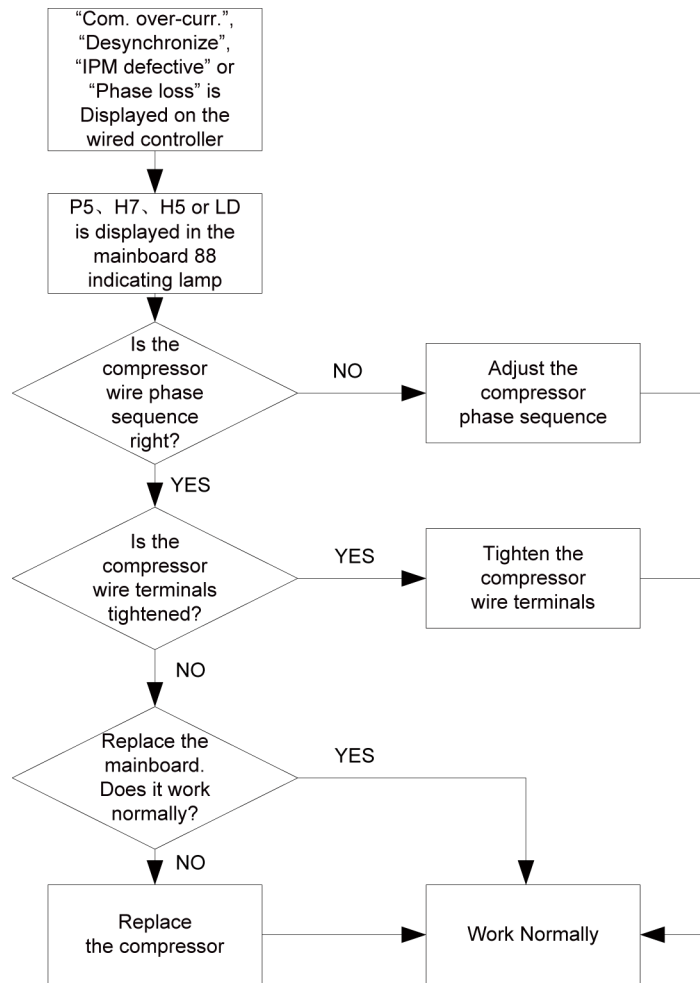 “Com. over-curr.”,
“Desynchronize”,
“IPM defective” or
“Phase loss” is
Displayed on the
wired controller
P5、H7、H5 or LD
is displayed in the
mainboard 88
indicating lamp
Is the
compressor
wire phase
sequence
right?
NO
Adjust the
compressor
phase sequence
YES
Is the
compressor
wire terminals
tightened?
YES
Tighten the
compressor
wire terminals
NO
Replace the
mainboard.
Does it work
normally?
YES
NO
Replace
the compressor
Work Normally